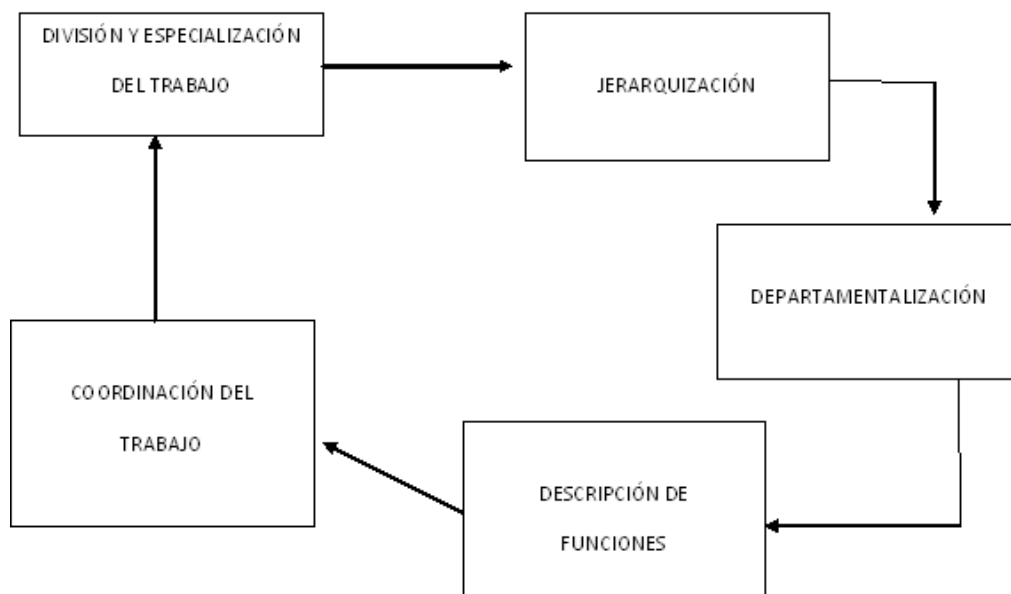 DIVISIÓN Y ESPECIALIZACIÓN
DEL TRABAJO
JERARQUIZACIÓN
DEPARTAMENTALIZACIÓN
DESCRIPCIÓN DE
FUNCIONES
COORDINACIÓN DEL
TRABAJO